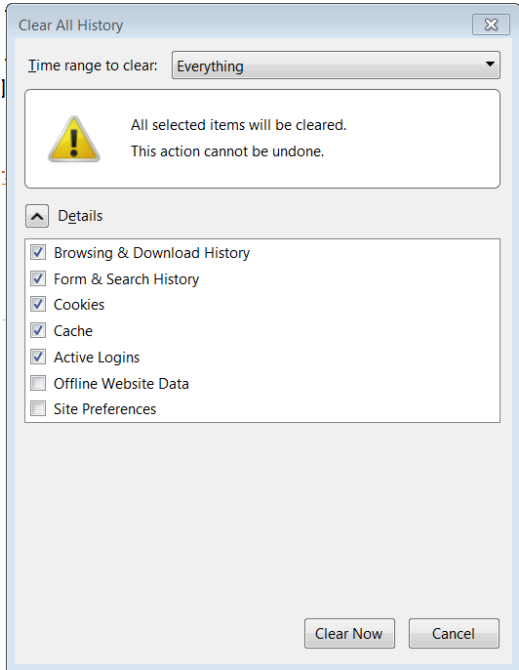 Clear All History
Time range to clear: Everything
All selected items will be cleared.
This action cannot be undone.
Details
Browsing & Download History
Form & Search History
Cookies
Cache
Active Logins
Offline Website Data
Site Preferences
Clear Now Cancel